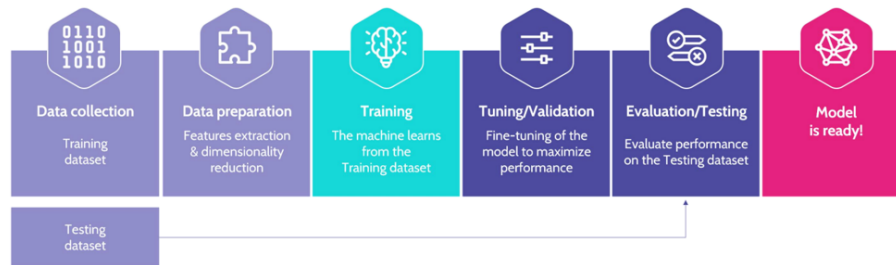 0110
1001
1010
Data collection
Training
dataset
Data preparation
Features extraction
& dimensionality
reduction
Training
The machine learns
from the
Training dataset
Tuning/Validation
Fine-tuning of the
model to maximize
performance
Evaluation/Testing
Evaluate performance
on the Testing dataset
Model
is ready!
Testing
dataset